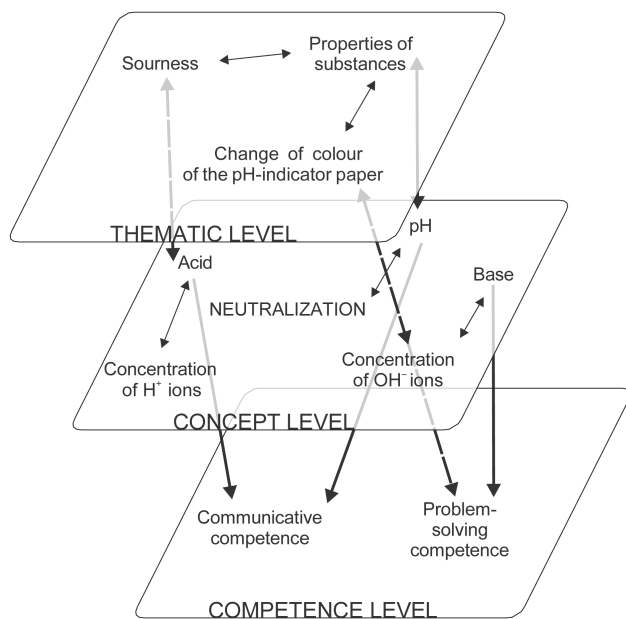 Properties of
substances
Sourness
Change of colour
of the pH-indicator paper
THEMATIC LEVEL
pH
Acid
Base
NEUTRALIZATION
Concentration
of H⁺ ions
Concentration
of OH⁻ ions
CONCEPT LEVEL
Communicative
competence
Problem-
solving
competence
COMPETENCE LEVEL